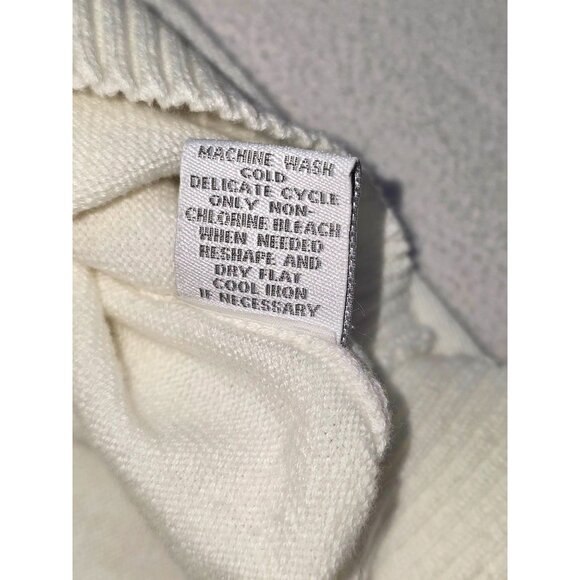 MACHINE WASH
COLD
DELICATE CYCLE
ONLY NON-
CHLORINE BLEACH
WHEN NEEDED
RESHAPE AND
DRY FLAT
COOL IRON
IF NECESSARY